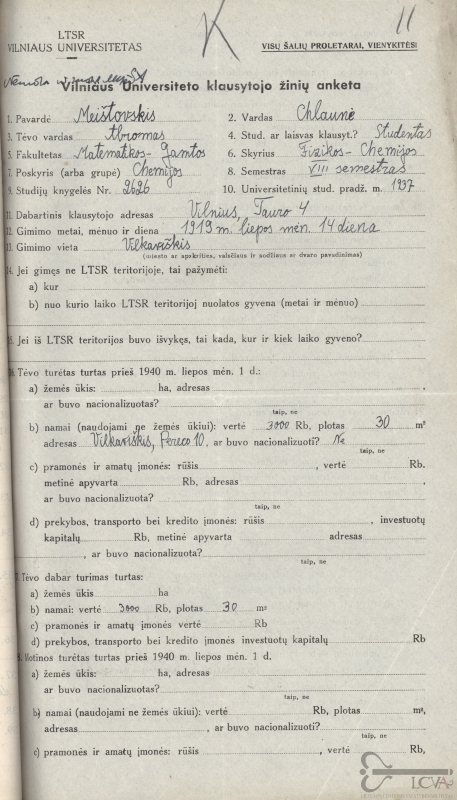 11
LTSR
VILNIAUS UNIVERSITETAS
VISŲ ŠALIŲ PROLETARAI, VIENYKITĖS!
Vilniaus Universiteto klausytojo žinių anketa
1. Pavardė Meištovskis
2. Vardas Chlaunė
3. Tėvo vardas Abromas
4. Stud. ar laisvas klausyt.? Studentas
5. Fakultetas Matematikos-Gamtos
6. Skyrius Fizikos-Chemijos
7. Poskyris (arba grupė) Chemijos
8. Semestras VIII semestras
9. Studijų knygelės Nr. 2626
10. Universitetinių stud. pradž. m. 1937
11. Dabartinis klausytojo adresas Vilnius, Tauro 4
12. Gimimo metai, mėnuo ir diena 1919 m. liepos mėn. 14 diena
13. Gimimo vieta Vilkaviškis
(miesto ar apskrities, valsčiaus ir sodžiaus ar dvaro pavadinimas)
14. Jei gimęs ne LTSR teritorijoje, tai pažymėti:
a) kur
b) nuo kurio laiko LTSR teritorijoj nuolatos gyvena (metai ir mėnuo)
15. Jei iš LTSR teritorijos buvo išvykęs, tai kada, kur ir kiek laiko gyveno?
16. Tėvo turėtas turtas prieš 1940 m. liepos mėn. 1 d.:
a) žemės ūkis: ha, adresas ,
ar buvo nacionalizuotas?
taip, ne
b) namai (naudojami ne žemės ūkiui): vertė 3000 Rb, plotas 30 m²
adresas Vilkaviškis, Pereco 10, ar buvo nacionalizuoti? Ne
taip, ne
c) pramonės ir amatų įmonės: rūšis , vertė Rb.
metinė apyvarta Rb, adresas ,
ar buvo nacionalizuota?
taip, ne
d) prekybos, transporto bei kredito įmonės: rūšis , investuotų
kapitalų Rb, metinė apyvarta adresas
, ar buvo nacionalizuota?
taip, ne
17. Tėvo dabar turimas turtas:
a) žemės ūkis ha
b) namai: vertė 3000 Rb, plotas 30 m²
c) pramonės ir amatų įmonės vertė Rb
d) prekybos, transporto bei kredito įmonės investuotų kapitalų Rb
Motinos turėtas turtas prieš 1940 m. liepos mėn. 1 d.
a) žemės ūkis: ha, adresas
ar buvo nacionalizuotas?
taip, ne
b) namai (naudojami ne žemės ūkiui): vertė Rb, plotas m²,
adresas , ar buvo nacionalizuoti?
taip, ne
c) pramonės ir amatų įmonės: rūšis , vertė Rb,
LCVA